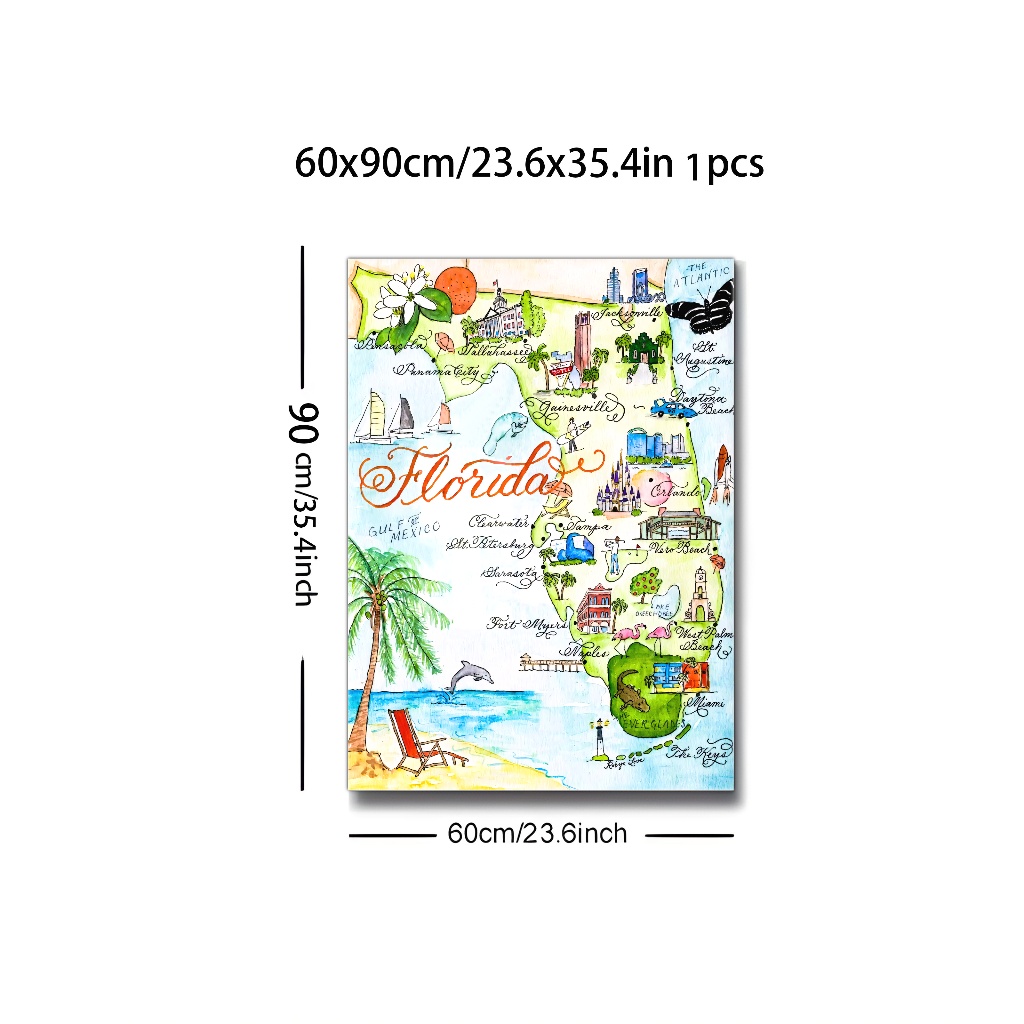 60x90cm/23.6x35.4in 1pcs
THE
ATLANTIC
Jacksonville
Pensacola
Tallahassee
St.
Augustine
Panama City
Daytona
Beach
Gainesville
Florida
Orlando
GULF OF
MEXICO
Clearwater
Tampa
St. Petersburg
Vero Beach
Sarasota
LAKE
Fort Myers
West Palm
Beach
Naples
Miami
EVERGLADES
The Keys
90 cm/35.4inch
60cm/23.6inch